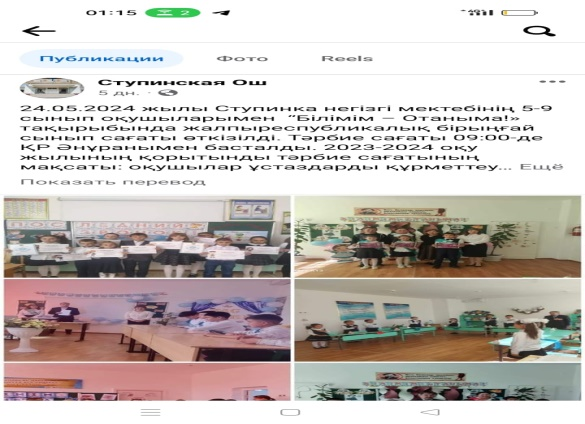 01:15 2
Публикации Фото Reels
Ступинская Ош
5 дн. ·
24.05.2024 жылы Ступинка негізгі мектебінің 5-9
сынып оқушыларымен “Білімім – Отаныма!»
тақырыбында жалпыреспубликалық бірыңғай
сынып сағаты өткізілді. Тәрбие сағаты 09:00-де
ҚР Әнұранымен басталды. 2023-2024 оқу
жылының қорытынды тәрбие сағатының
мақсаты: оқушылар ұстаздарды құрметтеу... Ещё
Показать перевод